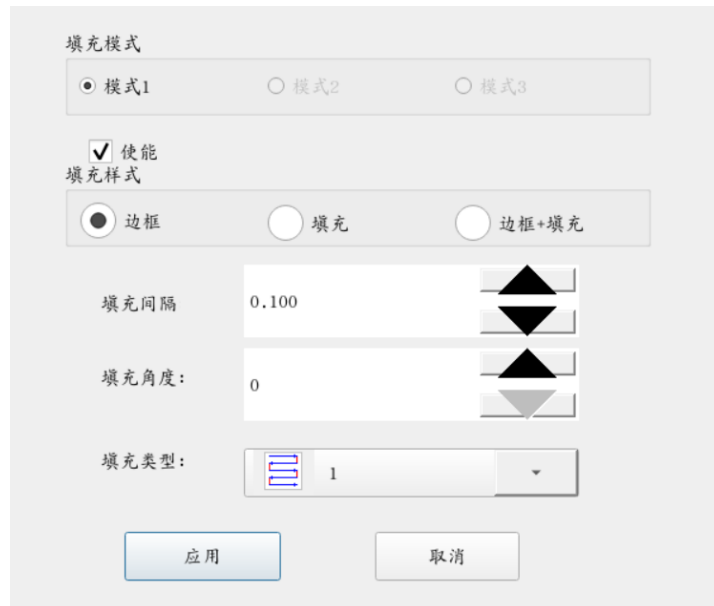 填充模式
模式1 模式2 模式3
使能
填充样式
边框 填充 边框+填充
填充间隔 0.100
填充角度: 0
填充类型: 1
应用 取消